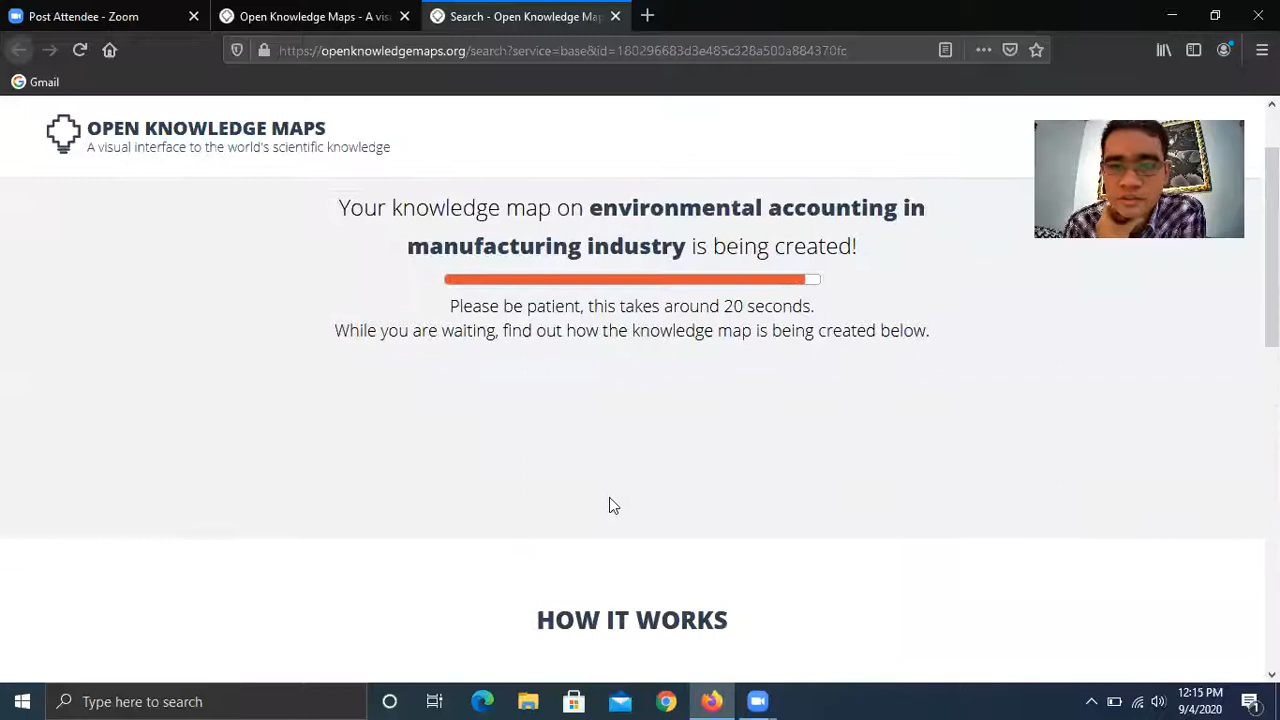 Post Attendee - Zoom
Open Knowledge Maps - A visu
Search - Open Knowledge Map
https://openknowledgemaps.org/search?service=base&id=180296683d3e485c328a500a884370fc
Gmail
OPEN KNOWLEDGE MAPS
A visual interface to the world's scientific knowledge
Your knowledge map on environmental accounting in
manufacturing industry is being created!
Please be patient, this takes around 20 seconds.
While you are waiting, find out how the knowledge map is being created below.
HOW IT WORKS
Type here to search
12:15 PM
9/4/2020
1